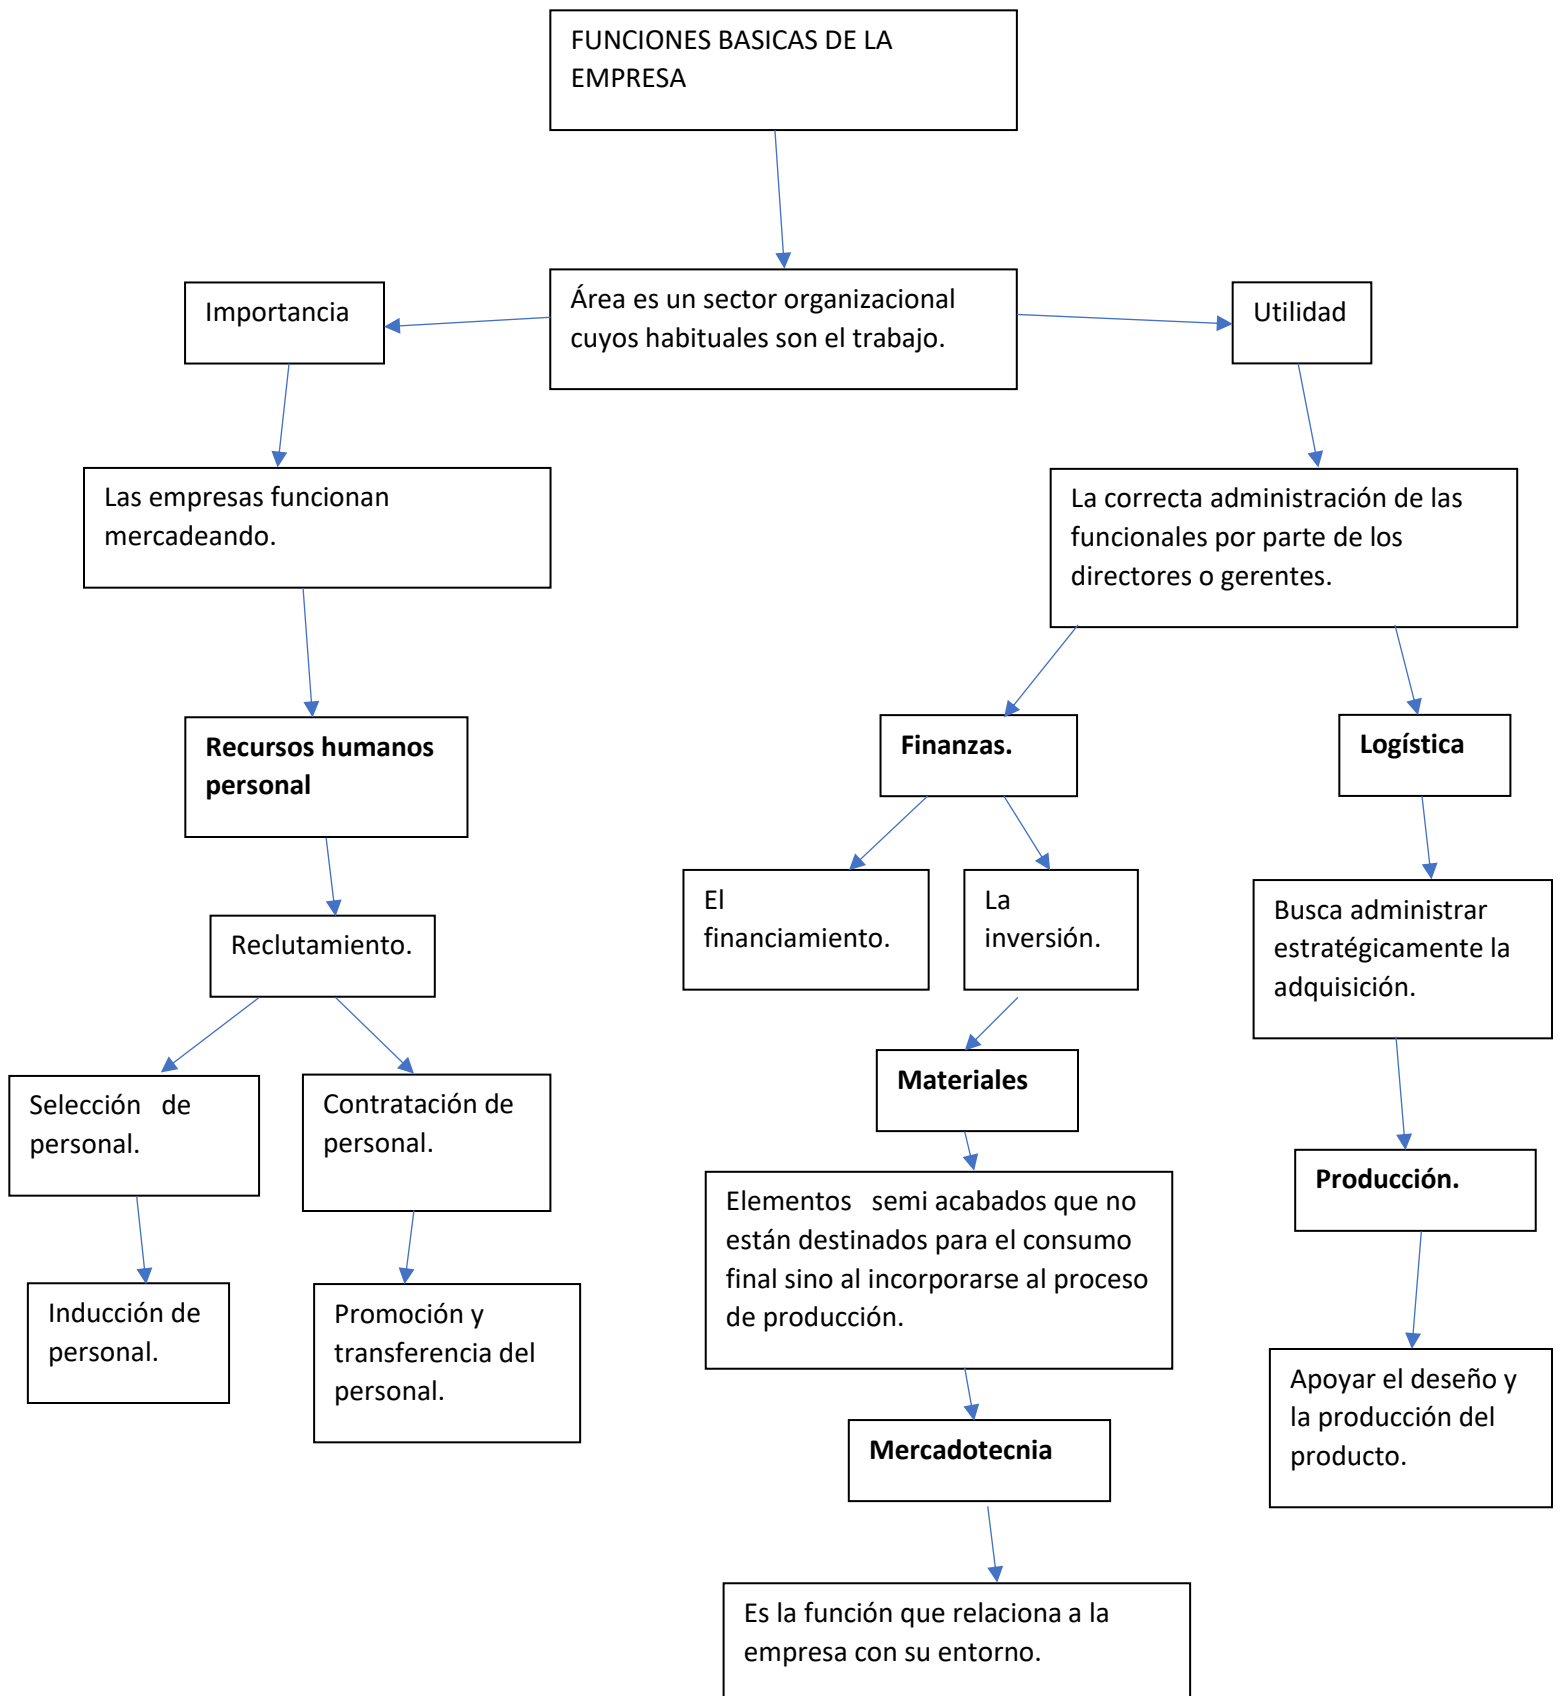 FUNCIONES BASICAS DE LA
EMPRESA
Importancia
Área es un sector organizacional
cuyos habituales son el trabajo.
Utilidad
Las empresas funcionan
mercadeando.
La correcta administración de las
funcionales por parte de los
directores o gerentes.
Recursos humanos
personal
Finanzas.
Logística
El
financiamiento.
La
inversión.
Busca administrar
estratégicamente la
adquisición.
Reclutamiento.
Materiales
Selección de
personal.
Contratación de
personal.
Producción.
Elementos semi acabados que no
están destinados para el consumo
final sino al incorporarse al proceso
de producción.
Inducción de
personal.
Promoción y
transferencia del
personal.
Apoyar el deseño y
la producción del
producto.
Mercadotecnia
Es la función que relaciona a la
empresa con su entorno.